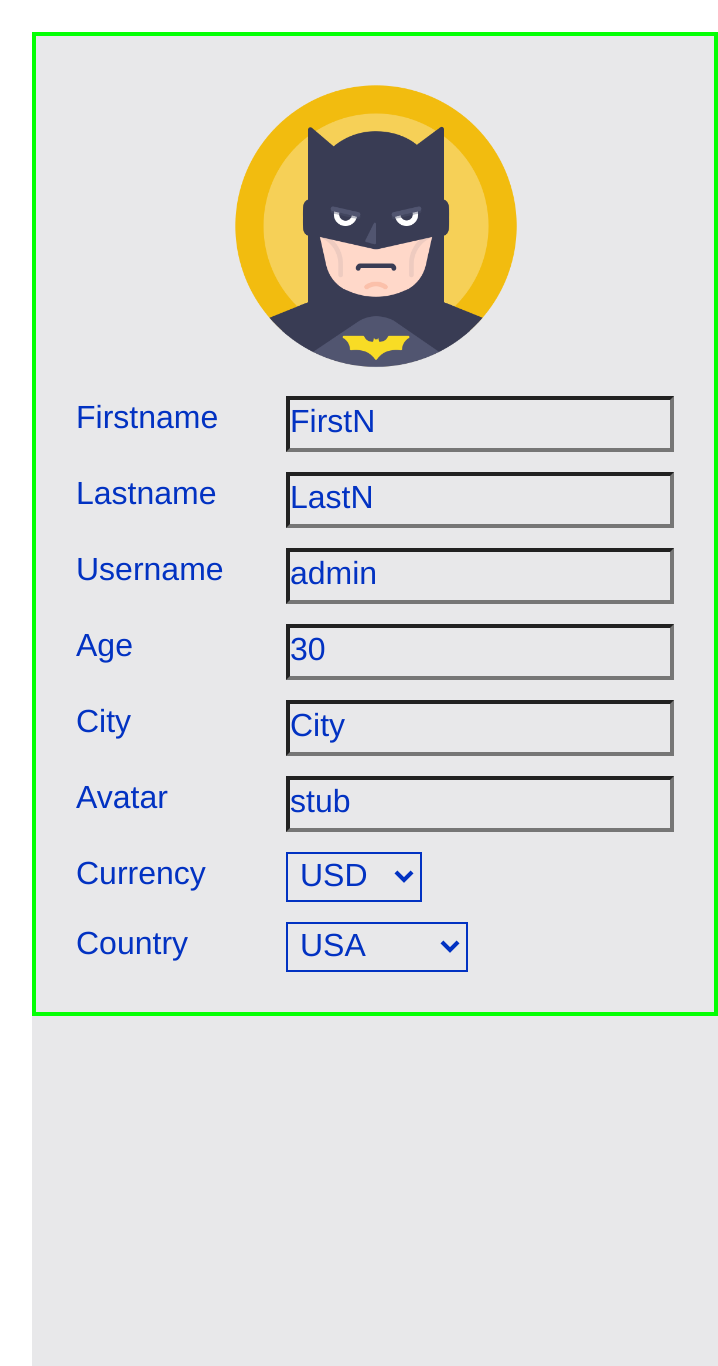 Firstname FirstN
Lastname LastN
Username admin
Age 30
City City
Avatar stub
Currency USD
Country USA